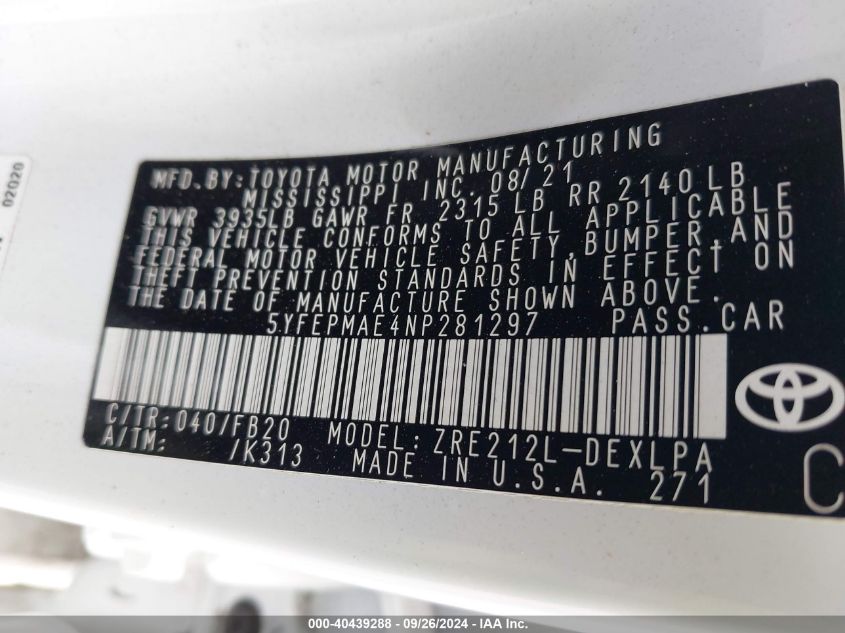 MFD.BY:TOYOTA MOTOR MANUFACTURING
MISSISSIPPI INC. 08/21
GVWR 3935LB GAWR FR 2315 LB RR 2140 LB
THIS VEHICLE CONFORMS TO ALL APPLICABLE
FEDERAL MOTOR VEHICLE SAFETY,BUMPER,AND
THEFT PREVENTION STANDARDS IN EFFECT ON
THE DATE OF MANUFACTURE SHOWN ABOVE.
5YFEPMAE4NP281297 PASS.CAR
C/TR:040/FB20 MODEL: ZRE212L-DEXLPA
A/TM: /K313 MADE IN U.S.A. 271
C
02020
000-40439288 - 09/26/2024 - IAA Inc.